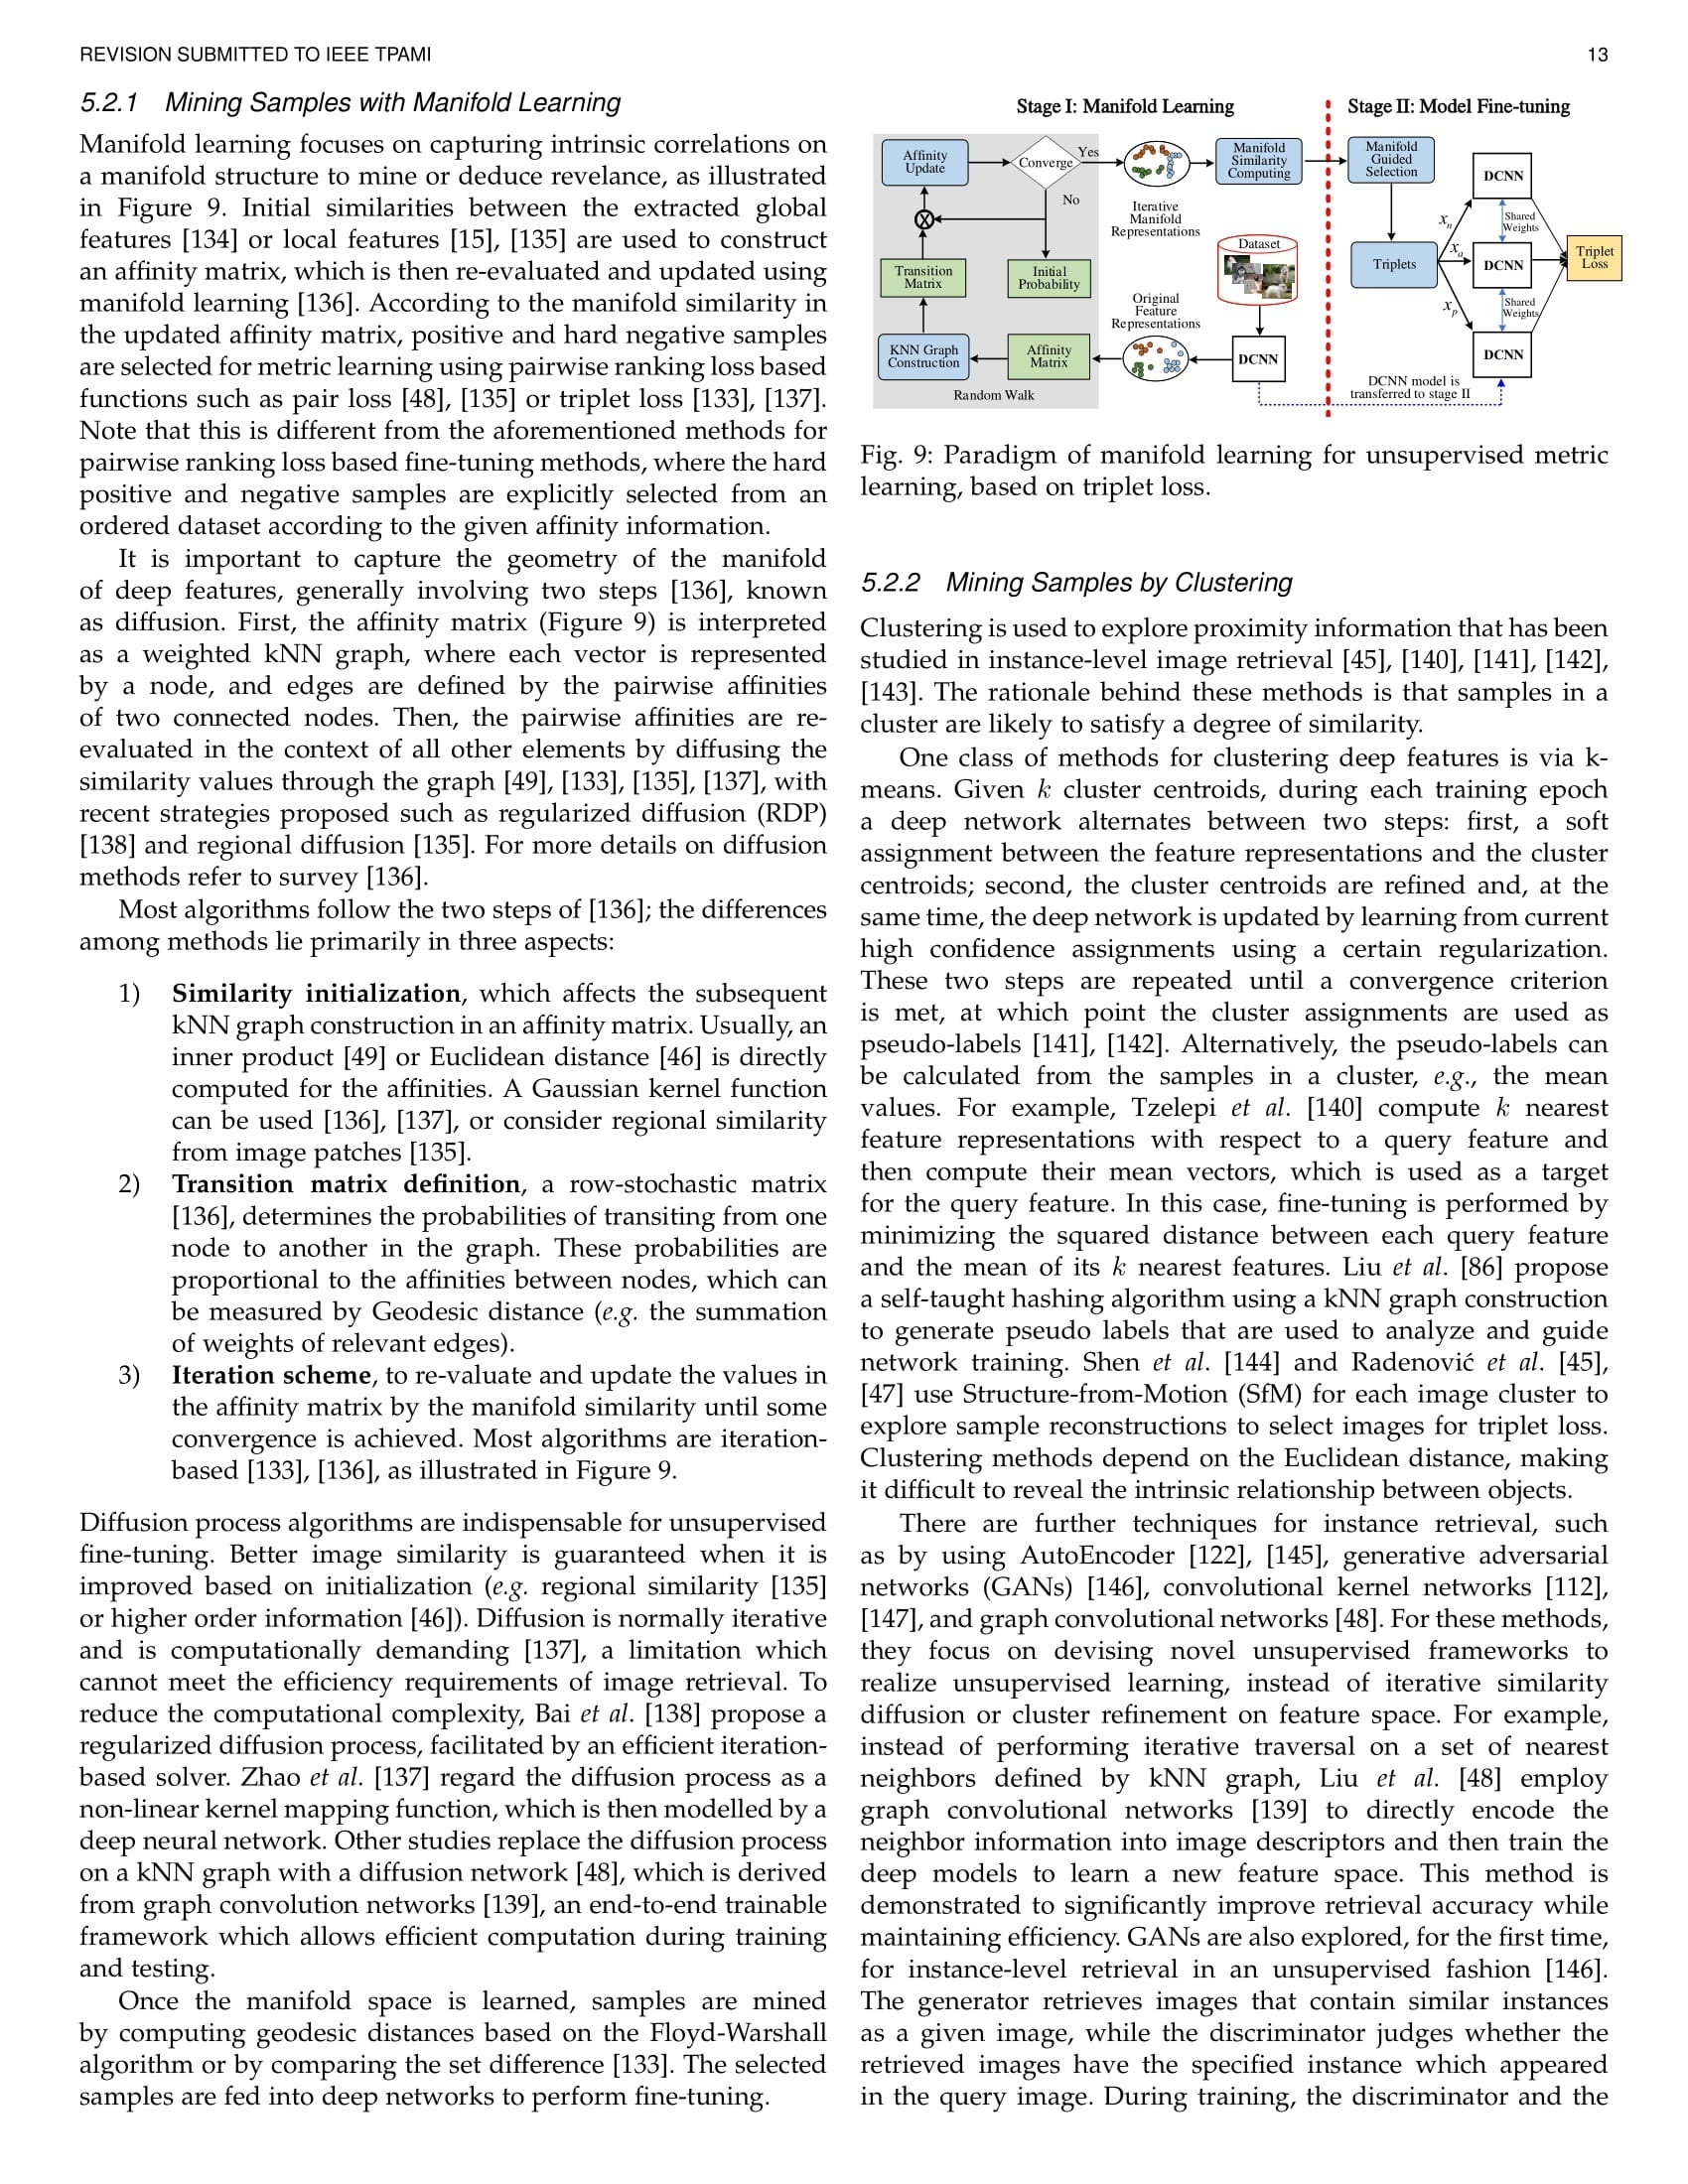 REVISION SUBMITTED TO IEEE TPAMI
13
5.2.1 Mining Samples with Manifold Learning
Manifold learning focuses on capturing intrinsic correlations on
a manifold structure to mine or deduce revelance, as illustrated
in Figure 9. Initial similarities between the extracted global
features [134] or local features [15], [135] are used to construct
an affinity matrix, which is then re-evaluated and updated using
manifold learning [136]. According to the manifold similarity in
the updated affinity matrix, positive and hard negative samples
are selected for metric learning using pairwise ranking loss based
functions such as pair loss [48], [135] or triplet loss [133], [137].
Note that this is different from the aforementioned methods for
pairwise ranking loss based fine-tuning methods, where the hard
positive and negative samples are explicitly selected from an
ordered dataset according to the given affinity information.
It is important to capture the geometry of the manifold
of deep features, generally involving two steps [136], known
as diffusion. First, the affinity matrix (Figure 9) is interpreted
as a weighted kNN graph, where each vector is represented
by a node, and edges are defined by the pairwise affinities
of two connected nodes. Then, the pairwise affinities are re-
evaluated in the context of all other elements by diffusing the
similarity values through the graph [49], [133], [135], [137], with
recent strategies proposed such as regularized diffusion (RDP)
[138] and regional diffusion [135]. For more details on diffusion
methods refer to survey [136].
Most algorithms follow the two steps of [136]; the differences
among methods lie primarily in three aspects:
1) Similarity initialization, which affects the subsequent
kNN graph construction in an affinity matrix. Usually, an
inner product [49] or Euclidean distance [46] is directly
computed for the affinities. A Gaussian kernel function
can be used [136], [137], or consider regional similarity
from image patches [135].
2) Transition matrix definition, a row-stochastic matrix
[136], determines the probabilities of transiting from one
node to another in the graph. These probabilities are
proportional to the affinities between nodes, which can
be measured by Geodesic distance (e.g. the summation
of weights of relevant edges).
3) Iteration scheme, to re-valuate and update the values in
the affinity matrix by the manifold similarity until some
convergence is achieved. Most algorithms are iteration-
based [133], [136], as illustrated in Figure 9.
Diffusion process algorithms are indispensable for unsupervised
fine-tuning. Better image similarity is guaranteed when it is
improved based on initialization (e.g. regional similarity [135]
or higher order information [46]). Diffusion is normally iterative
and is computationally demanding [137], a limitation which
cannot meet the efficiency requirements of image retrieval. To
reduce the computational complexity, Bai et al. [138] propose a
regularized diffusion process, facilitated by an efficient iteration-
based solver. Zhao et al. [137] regard the diffusion process as a
non-linear kernel mapping function, which is then modelled by a
deep neural network. Other studies replace the diffusion process
on a kNN graph with a diffusion network [48], which is derived
from graph convolution networks [139], an end-to-end trainable
framework which allows efficient computation during training
and testing.
Once the manifold space is learned, samples are mined
by computing geodesic distances based on the Floyd-Warshall
algorithm or by comparing the set difference [133]. The selected
samples are fed into deep networks to perform fine-tuning.
Stage I: Manifold Learning
Stage II: Model Fine-tuning
Affinity
Update
Converge
Yes
No
Iterative
Manifold
Representations
Manifold
Similarity
Computing
Manifold
Guided
Selection
Transition
Matrix
Initial
Probability
Dataset
Original
Feature
Representations
KNN Graph
Construction
Affinity
Matrix
DCNN
Random Walk
Triplets
xn
xa
xp
DCNN
Shared
Weights
DCNN
Shared
Weights
DCNN
Triplet
Loss
DCNN model is
transferred to stage II
Fig. 9: Paradigm of manifold learning for unsupervised metric
learning, based on triplet loss.
5.2.2 Mining Samples by Clustering
Clustering is used to explore proximity information that has been
studied in instance-level image retrieval [45], [140], [141], [142],
[143]. The rationale behind these methods is that samples in a
cluster are likely to satisfy a degree of similarity.
One class of methods for clustering deep features is via k-
means. Given k cluster centroids, during each training epoch
a deep network alternates between two steps: first, a soft
assignment between the feature representations and the cluster
centroids; second, the cluster centroids are refined and, at the
same time, the deep network is updated by learning from current
high confidence assignments using a certain regularization.
These two steps are repeated until a convergence criterion
is met, at which point the cluster assignments are used as
pseudo-labels [141], [142]. Alternatively, the pseudo-labels can
be calculated from the samples in a cluster, e.g., the mean
values. For example, Tzelepi et al. [140] compute k nearest
feature representations with respect to a query feature and
then compute their mean vectors, which is used as a target
for the query feature. In this case, fine-tuning is performed by
minimizing the squared distance between each query feature
and the mean of its k nearest features. Liu et al. [86] propose
a self-taught hashing algorithm using a kNN graph construction
to generate pseudo labels that are used to analyze and guide
network training. Shen et al. [144] and Radenović et al. [45],
[47] use Structure-from-Motion (SfM) for each image cluster to
explore sample reconstructions to select images for triplet loss.
Clustering methods depend on the Euclidean distance, making
it difficult to reveal the intrinsic relationship between objects.
There are further techniques for instance retrieval, such
as by using AutoEncoder [122], [145], generative adversarial
networks (GANs) [146], convolutional kernel networks [112],
[147], and graph convolutional networks [48]. For these methods,
they focus on devising novel unsupervised frameworks to
realize unsupervised learning, instead of iterative similarity
diffusion or cluster refinement on feature space. For example,
instead of performing iterative traversal on a set of nearest
neighbors defined by kNN graph, Liu et al. [48] employ
graph convolutional networks [139] to directly encode the
neighbor information into image descriptors and then train the
deep models to learn a new feature space. This method is
demonstrated to significantly improve retrieval accuracy while
maintaining efficiency. GANs are also explored, for the first time,
for instance-level retrieval in an unsupervised fashion [146].
The generator retrieves images that contain similar instances
as a given image, while the discriminator judges whether the
retrieved images have the specified instance which appeared
in the query image. During training, the discriminator and the